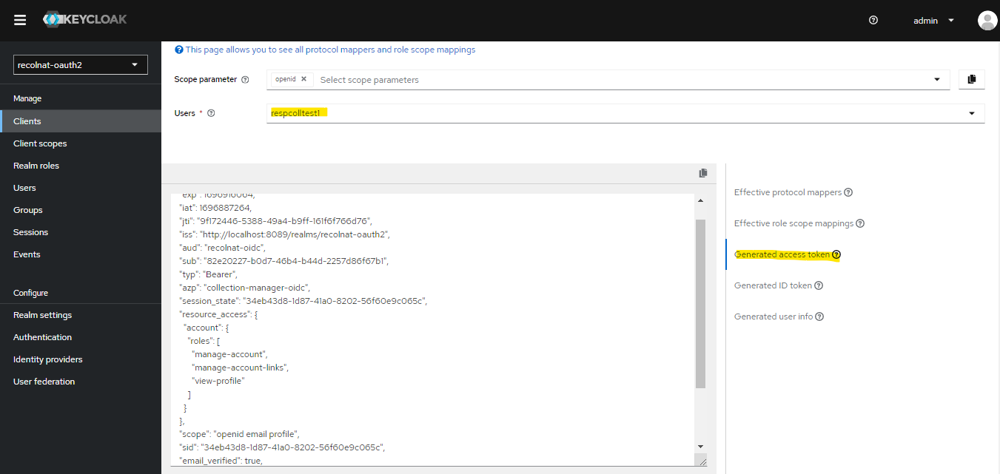 KEYCLOAK
admin
recolnat-oauth2
Manage
Clients
Client scopes
Realm roles
Users
Groups
Sessions
Events
Configure
Realm settings
Authentication
Identity providers
User federation
This page allows you to see all protocol mappers and role scope mappings
Scope parameter
openid
Select scope parameters
Users *
respcolltest1
"exp": 1696916064,
"iat": 1696887264,
"jti": "9f172446-5388-49a4-b9ff-161f6f766d76",
"iss": "http://localhost:8089/realms/recolnat-oauth2",
"aud": "recolnat-oidc",
"sub": "82e20227-b0d7-46b4-b44d-2257d86f67b1",
"typ": "Bearer",
"azp": "collection-manager-oidc",
"session_state": "34eb43d8-1d87-41a0-8202-56f60e9c065c",
"resource_access": {
"account": {
"roles": [
"manage-account",
"manage-account-links",
"view-profile"
]
}
},
"scope": "openid email profile",
"sid": "34eb43d8-1d87-41a0-8202-56f60e9c065c",
"email_verified": true,
Effective protocol mappers
Effective role scope mappings
Generated access token
Generated ID token
Generated user info